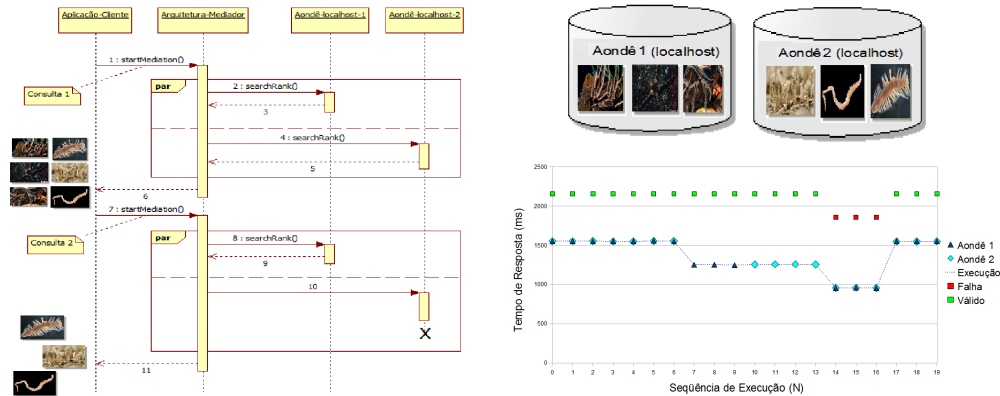 Aplicação-Cliente
Arquitetura-Mediador
Aondê-localhost-1
Aondê-localhost-2
1 : startMediation()
Consulta 1
par
2 : searchRank()
3
4 : searchRank()
5
6
7 : startMediation()
Consulta 2
par
8 : searchRank()
9
10
X
11
Aondê 1 (localhost)
Aondê 2 (localhost)
Tempo de Resposta (ms)
2500
2000
1500
1000
500
0
0 1 2 3 4 5 6 7 8 9 10 11 12 13 14 15 16 17 18 19
Seqüência de Execução (N)
Aondê 1
Aondê 2
Execução
Falha
Válido